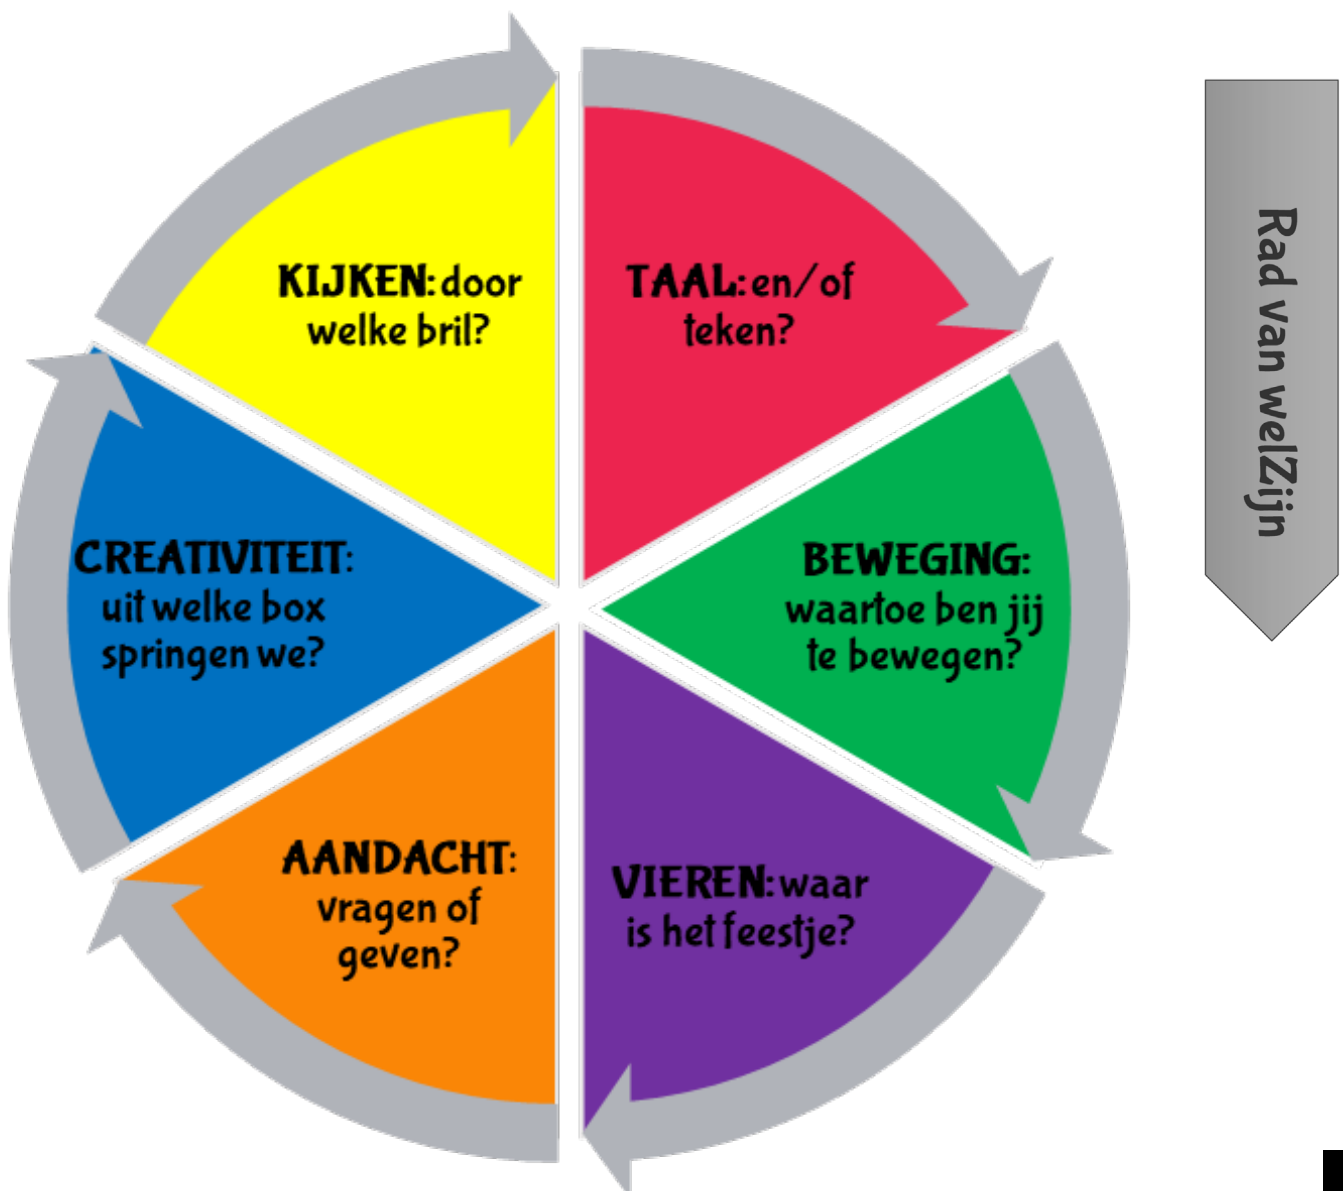 KIJKEN: door
welke bril?
TAAL: en/of
teken?
BEWEGING:
waartoe ben jij
te bewegen?
VIEREN: waar
is het feestje?
AANDACHT:
vragen of
geven?
CREATIVITEIT:
uit welke box
springen we?
Rad van welZijn